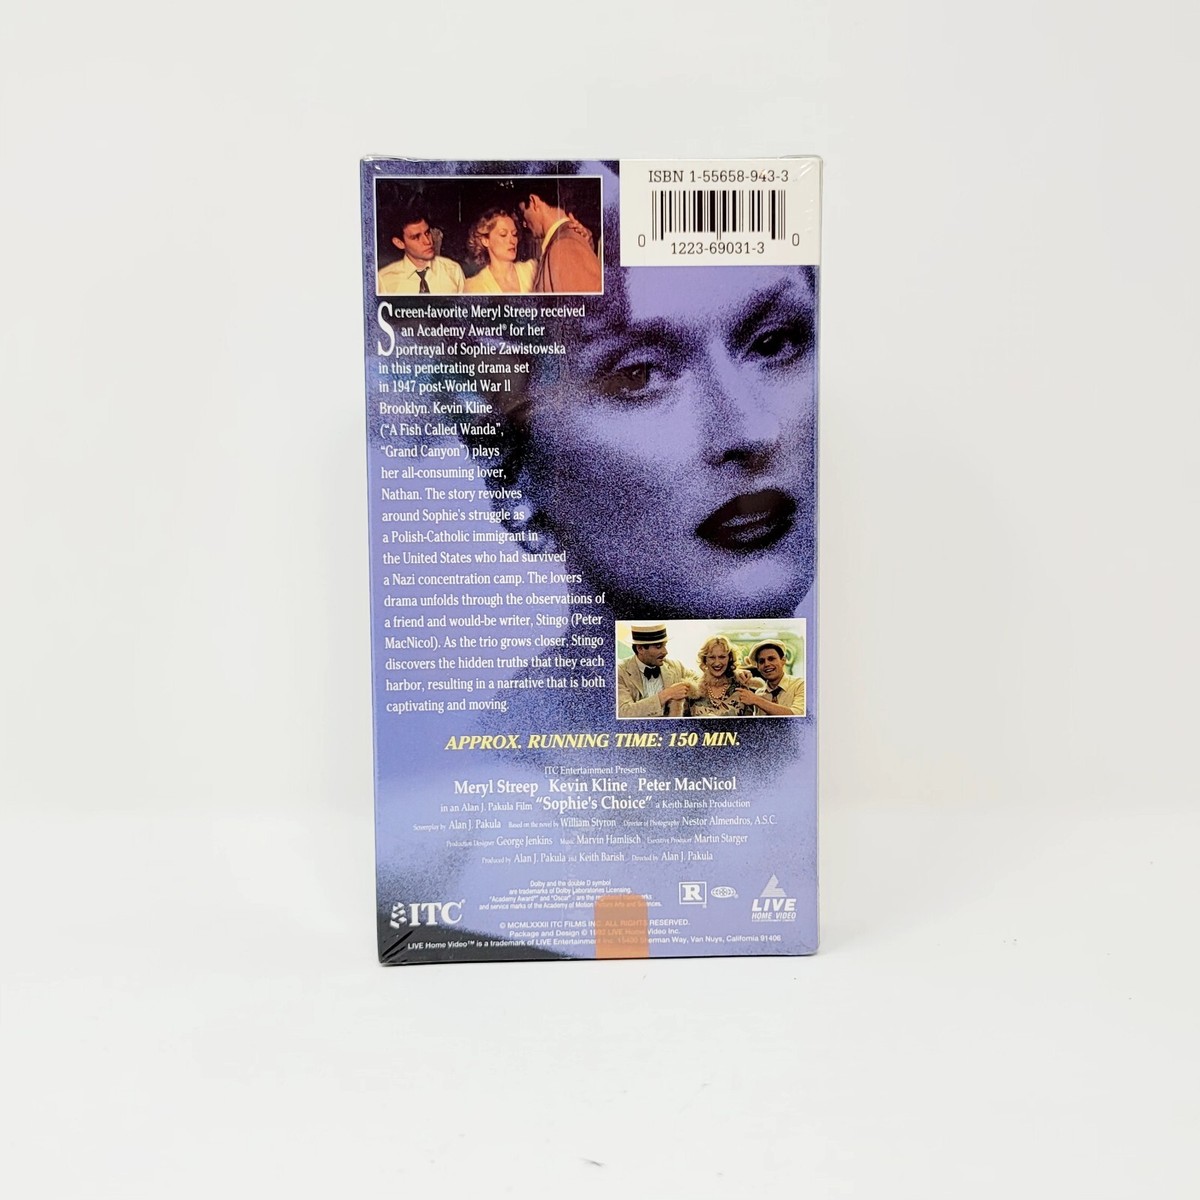 ISBN 1-55658-943-3
0 1223-69031-3 0
Screen-favorite Meryl Streep received
an Academy Award® for her
portrayal of Sophie Zawistowska
in this penetrating drama set
in 1947 post-World War II
Brooklyn. Kevin Kline
("A Fish Called Wanda",
"Grand Canyon") plays
her all-consuming lover,
Nathan. The story revolves
around Sophie's struggle as
a Polish-Catholic immigrant in
the United States who had survived
a Nazi concentration camp. The lovers'
drama unfolds through the observations of
a friend and would-be writer, Stingo (Peter
MacNicol). As the trio grows closer, Stingo
discovers the hidden truths that they each
harbor, resulting in a narrative that is both
captivating and moving.
APPROX. RUNNING TIME: 150 MIN.
ITC Entertainment Presents
Meryl Streep Kevin Kline Peter MacNicol
in an Alan J. Pakula Film "Sophie's Choice" a Keith Barish Production
Screenplay by Alan J. Pakula Based on the novel by William Styron Director of Photography Nestor Almendros, A.S.C.
Production Designer George Jenkins Music Marvin Hamlisch Executive Producer Martin Starger
Produced by Alan J. Pakula and Keith Barish Directed by Alan J. Pakula
Dolby and the double D symbol
are trademarks of Dolby Laboratories Licensing.
"Academy Award®" and "Oscar®" are the registered trademarks
and service marks of the Academy of Motion Picture Arts and Sciences.
R
ITC
LIVE
HOME VIDEO
© MCMLXXXII ITC FILMS INC. ALL RIGHTS RESERVED.
Package and Design © LIVE Home Video Inc.
LIVE Home Video™ is a trademark of LIVE Entertainment Inc. Sherman Way, Van Nuys, California 91406